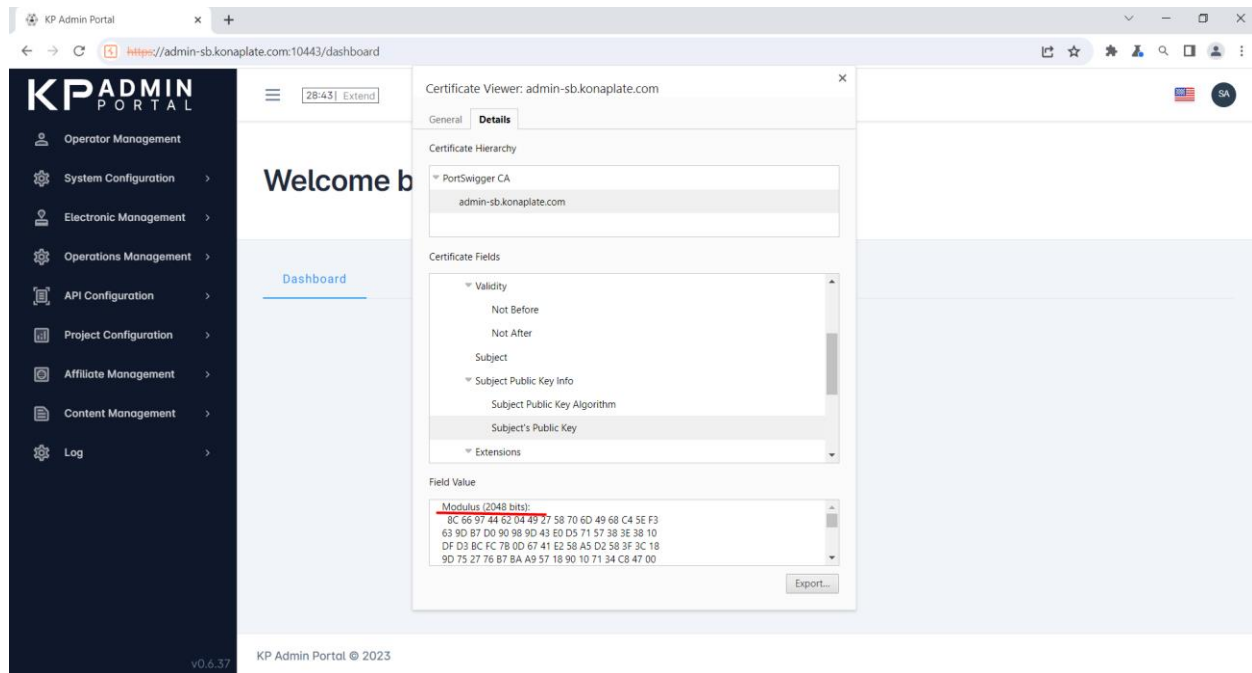 KP Admin Portal
https://admin-sb.konaplate.com:10443/dashboard
KP ADMIN PORTAL
28:43| Extend
SA
Operator Management
System Configuration
Electronic Management
Operations Management
API Configuration
Project Configuration
Affiliate Management
Content Management
Log
v0.6.37
Welcome b
Dashboard
Certificate Viewer: admin-sb.konaplate.com
General Details
Certificate Hierarchy
PortSwigger CA
admin-sb.konaplate.com
Certificate Fields
Validity
Not Before
Not After
Subject
Subject Public Key Info
Subject Public Key Algorithm
Subject's Public Key
Extensions
Field Value
Modulus (2048 bits):
8C 66 97 44 62 04 49 27 58 70 6D 49 68 C4 5E F3
63 9D B7 D0 90 98 9D 43 E0 D5 71 57 38 3E 38 10
DF D3 BC FC 7B 0D 67 41 E2 58 A5 D2 58 3F 3C 18
9D 75 27 76 B7 BA A9 57 18 90 10 71 34 C8 47 00
Export...
KP Admin Portal © 2023